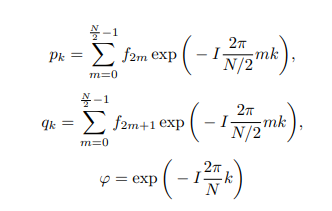 $p_k = \sum_{m=0}^{\frac{N}{2}-1} f_{2m} \exp\left(-I\frac{2\pi}{N/2}mk\right),$
$q_k = \sum_{m=0}^{\frac{N}{2}-1} f_{2m+1} \exp\left(-I\frac{2\pi}{N/2}mk\right),$
$\varphi = \exp\left(-I\frac{2\pi}{N}k\right)$